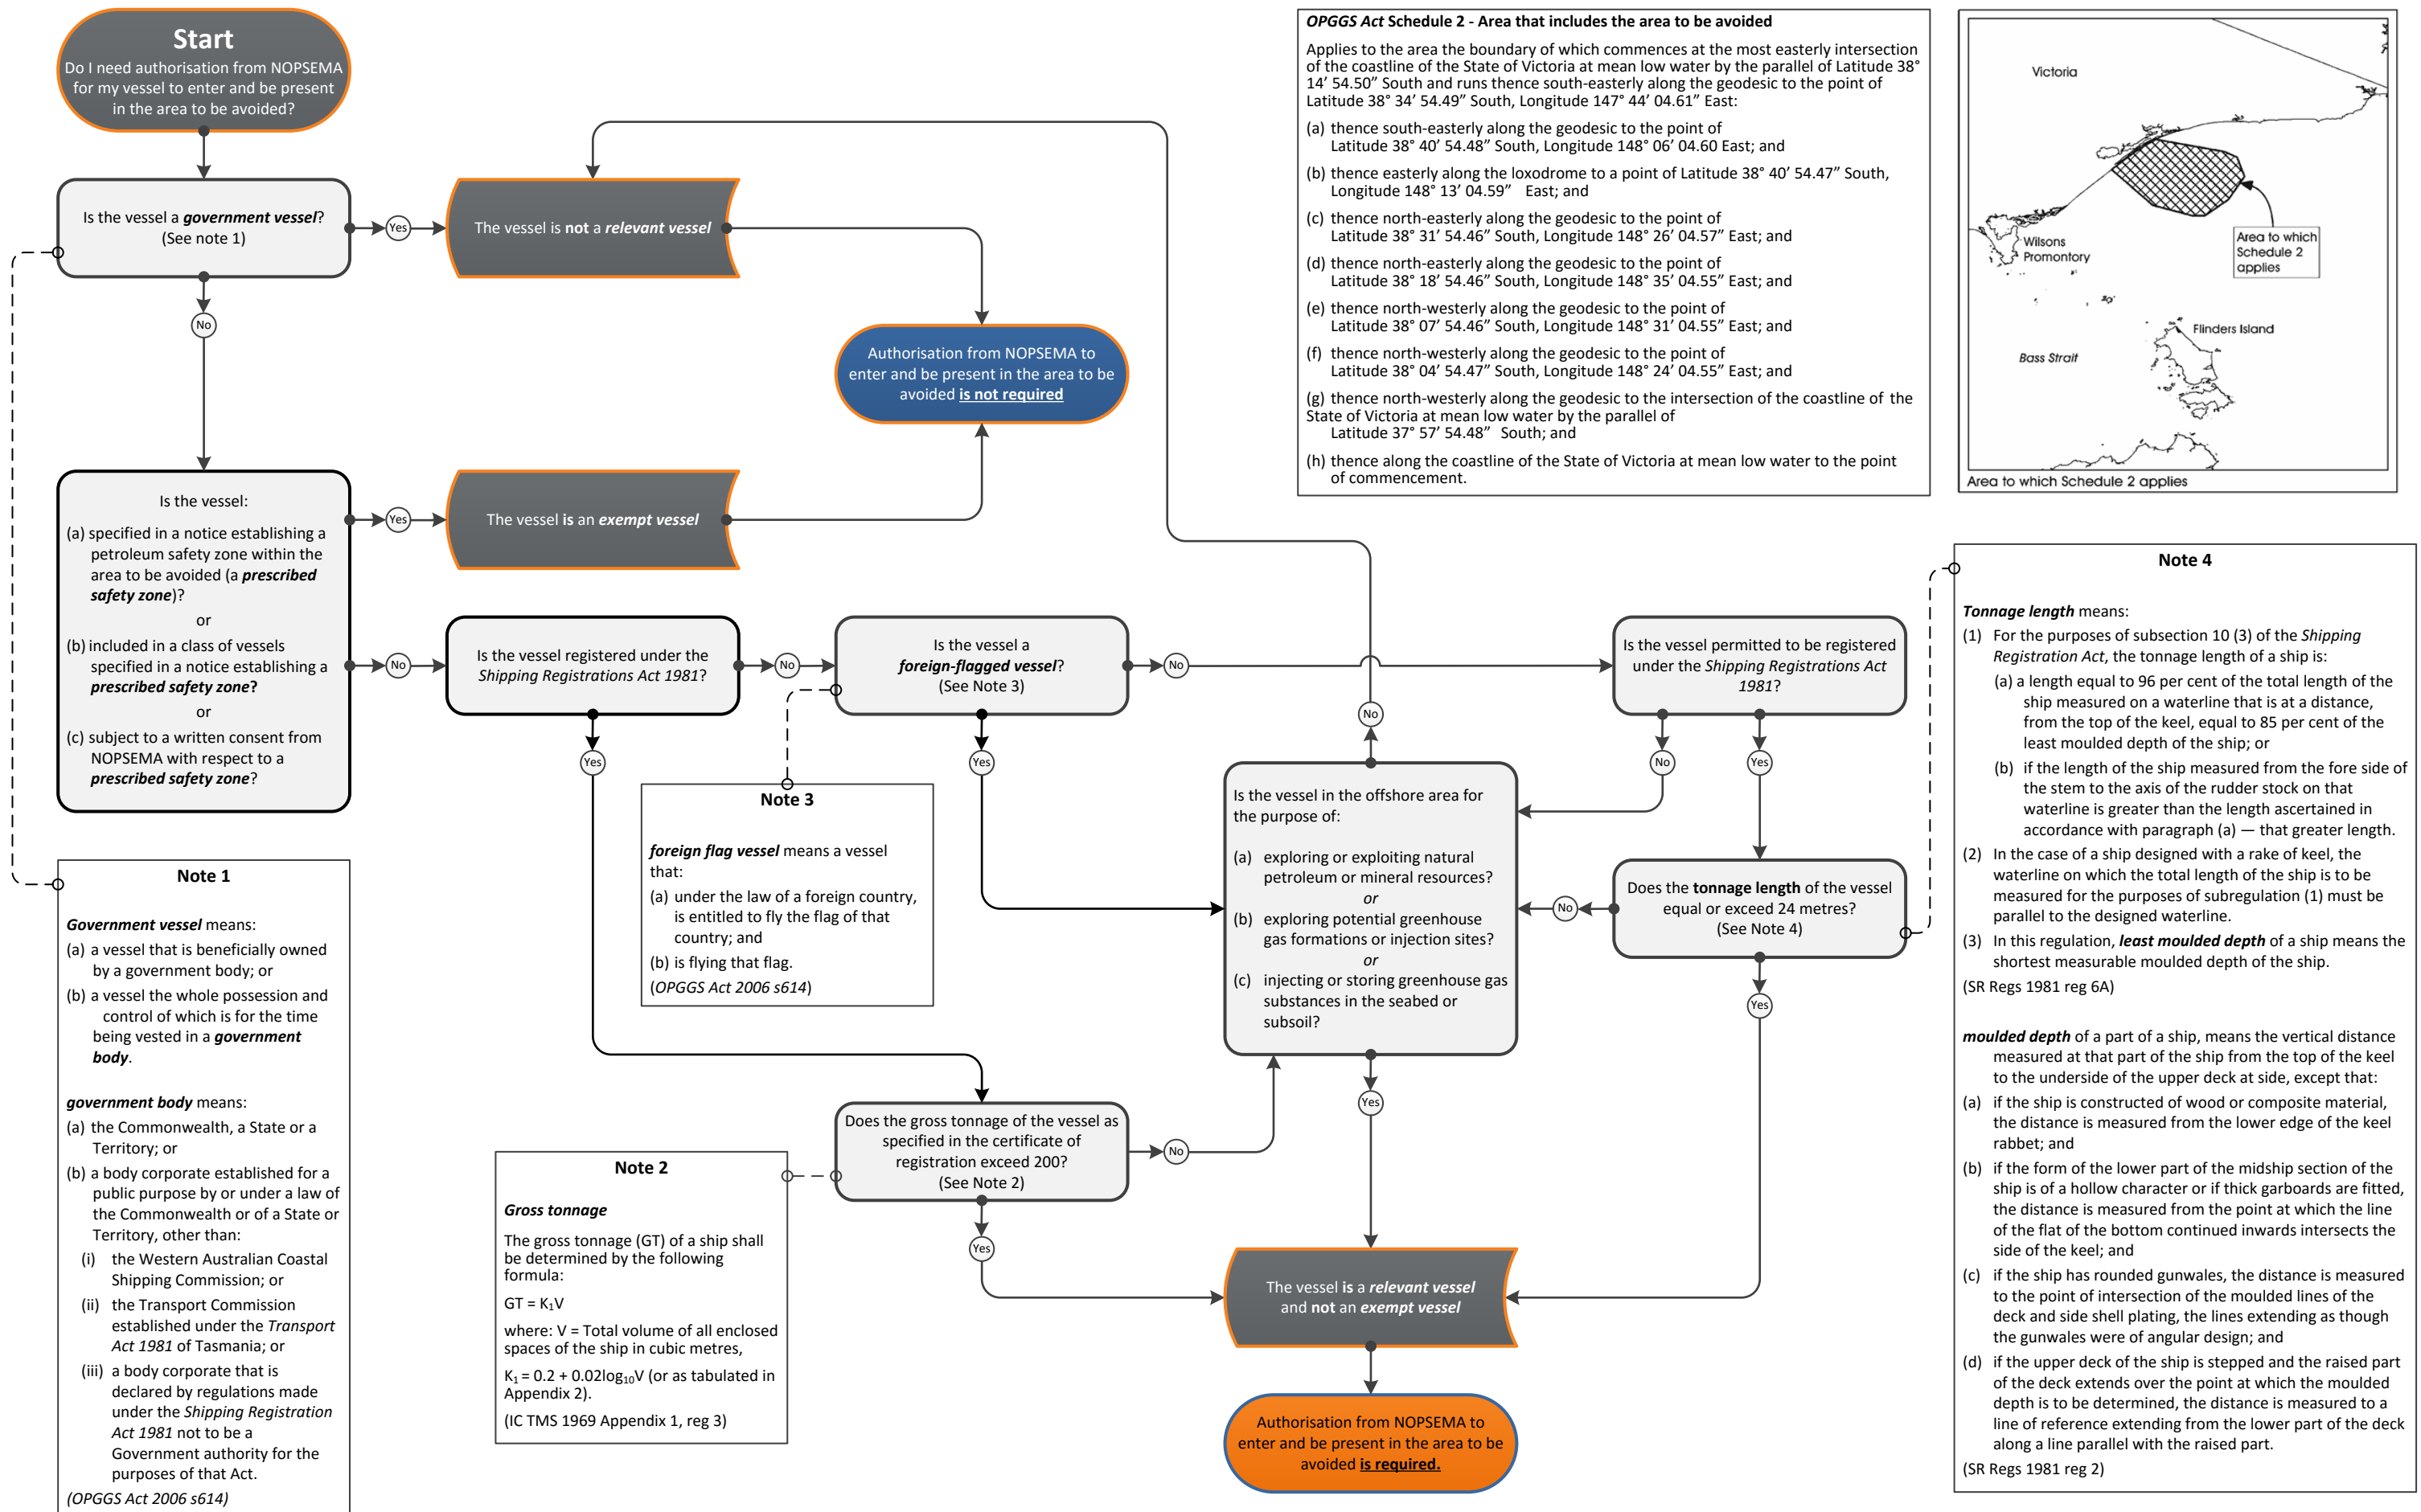 Start
Do I need authorisation from NOPSEMA
for my vessel to enter and be present
in the area to be avoided?
Is the vessel a government vessel?
(See note 1)
Yes
The vessel is not a relevant vessel
No
Authorisation from NOPSEMA to
enter and be present in the area to be
avoided is not required
Is the vessel:
(a) specified in a notice establishing a
petroleum safety zone within the
area to be avoided (a prescribed
safety zone)?
or
(b) included in a class of vessels
specified in a notice establishing a
prescribed safety zone?
or
(c) subject to a written consent from
NOPSEMA with respect to a
prescribed safety zone?
Yes
The vessel is an exempt vessel
No
Is the vessel registered under the
Shipping Registrations Act 1981?
No
Is the vessel a
foreign-flagged vessel?
(See Note 3)
No
Is the vessel permitted to be registered
under the Shipping Registrations Act
1981?
Yes
Yes
No
No
Yes
Is the vessel in the offshore area for
the purpose of:
(a) exploring or exploiting natural
petroleum or mineral resources?
or
(b) exploring potential greenhouse
gas formations or injection sites?
or
(c) injecting or storing greenhouse gas
substances in the seabed or
subsoil?
No
Does the tonnage length of the vessel
equal or exceed 24 metres?
(See Note 4)
Yes
Yes
Does the gross tonnage of the vessel as
specified in the certificate of
registration exceed 200?
(See Note 2)
No
Yes
The vessel is a relevant vessel
and not an exempt vessel
Authorisation from NOPSEMA to
enter and be present in the area to be
avoided is required.
OPGGS Act Schedule 2 - Area that includes the area to be avoided
Applies to the area the boundary of which commences at the most easterly intersection
of the coastline of the State of Victoria at mean low water by the parallel of Latitude 38°
14’ 54.50” South and runs thence south-easterly along the geodesic to the point of
Latitude 38° 34’ 54.49” South, Longitude 147° 44’ 04.61” East:
(a) thence south-easterly along the geodesic to the point of
Latitude 38° 40’ 54.48” South, Longitude 148° 06’ 04.60 East; and
(b) thence easterly along the loxodrome to a point of Latitude 38° 40’ 54.47” South,
Longitude 148° 13’ 04.59” East; and
(c) thence north-easterly along the geodesic to the point of
Latitude 38° 31’ 54.46” South, Longitude 148° 26’ 04.57” East; and
(d) thence north-easterly along the geodesic to the point of
Latitude 38° 18’ 54.46” South, Longitude 148° 35’ 04.55” East; and
(e) thence north-westerly along the geodesic to the point of
Latitude 38° 07’ 54.46” South, Longitude 148° 31’ 04.55” East; and
(f) thence north-westerly along the geodesic to the point of
Latitude 38° 04’ 54.47” South, Longitude 148° 24’ 04.55” East; and
(g) thence north-westerly along the geodesic to the intersection of the coastline of the
State of Victoria at mean low water by the parallel of
Latitude 37° 57’ 54.48” South; and
(h) thence along the coastline of the State of Victoria at mean low water to the point
of commencement.
Victoria
Wilsons
Promontory
Area to which
Schedule 2
applies
Flinders Island
Bass Strait
Area to which Schedule 2 applies
Note 1
Government vessel means:
(a) a vessel that is beneficially owned
by a government body; or
(b) a vessel the whole possession and
control of which is for the time
being vested in a government
body.
government body means:
(a) the Commonwealth, a State or a
Territory; or
(b) a body corporate established for a
public purpose by or under a law of
the Commonwealth or of a State or
Territory, other than:
(i) the Western Australian Coastal
Shipping Commission; or
(ii) the Transport Commission
established under the Transport
Act 1981 of Tasmania; or
(iii) a body corporate that is
declared by regulations made
under the Shipping Registration
Act 1981 not to be a
Government authority for the
purposes of that Act.
(OPGGS Act 2006 s614)
Note 3
foreign flag vessel means a vessel
that:
(a) under the law of a foreign country,
is entitled to fly the flag of that
country; and
(b) is flying that flag.
(OPGGS Act 2006 s614)
Note 2
Gross tonnage
The gross tonnage (GT) of a ship shall
be determined by the following
formula:
GT = K₁V
where: V = Total volume of all enclosed
spaces of the ship in cubic metres,
K₁ = 0.2 + 0.02log₁₀V (or as tabulated in
Appendix 2).
(IC TMS 1969 Appendix 1, reg 3)
Note 4
Tonnage length means:
(1) For the purposes of subsection 10 (3) of the Shipping
Registration Act, the tonnage length of a ship is:
(a) a length equal to 96 per cent of the total length of the
ship measured on a waterline that is at a distance,
from the top of the keel, equal to 85 per cent of the
least moulded depth of the ship; or
(b) if the length of the ship measured from the fore side of
the stem to the axis of the rudder stock on that
waterline is greater than the length ascertained in
accordance with paragraph (a) — that greater length.
(2) In the case of a ship designed with a rake of keel, the
waterline on which the total length of the ship is to be
measured for the purposes of subregulation (1) must be
parallel to the designed waterline.
(3) In this regulation, least moulded depth of a ship means the
shortest measurable moulded depth of the ship.
(SR Regs 1981 reg 6A)
moulded depth of a part of a ship, means the vertical distance
measured at that part of the ship from the top of the keel
to the underside of the upper deck at side, except that:
(a) if the ship is constructed of wood or composite material,
the distance is measured from the lower edge of the keel
rabbet; and
(b) if the form of the lower part of the midship section of the
ship is of a hollow character or if thick garboards are fitted,
the distance is measured from the point at which the line
of the flat of the bottom continued inwards intersects the
side of the keel; and
(c) if the ship has rounded gunwales, the distance is measured
to the point of intersection of the moulded lines of the
deck and side shell plating, the lines extending as though
the gunwales were of angular design; and
(d) if the upper deck of the ship is stepped and the raised part
of the deck extends over the point at which the moulded
depth is to be determined, the distance is measured to a
line of reference extending from the lower part of the deck
along a line parallel with the raised part.
(SR Regs 1981 reg 2)